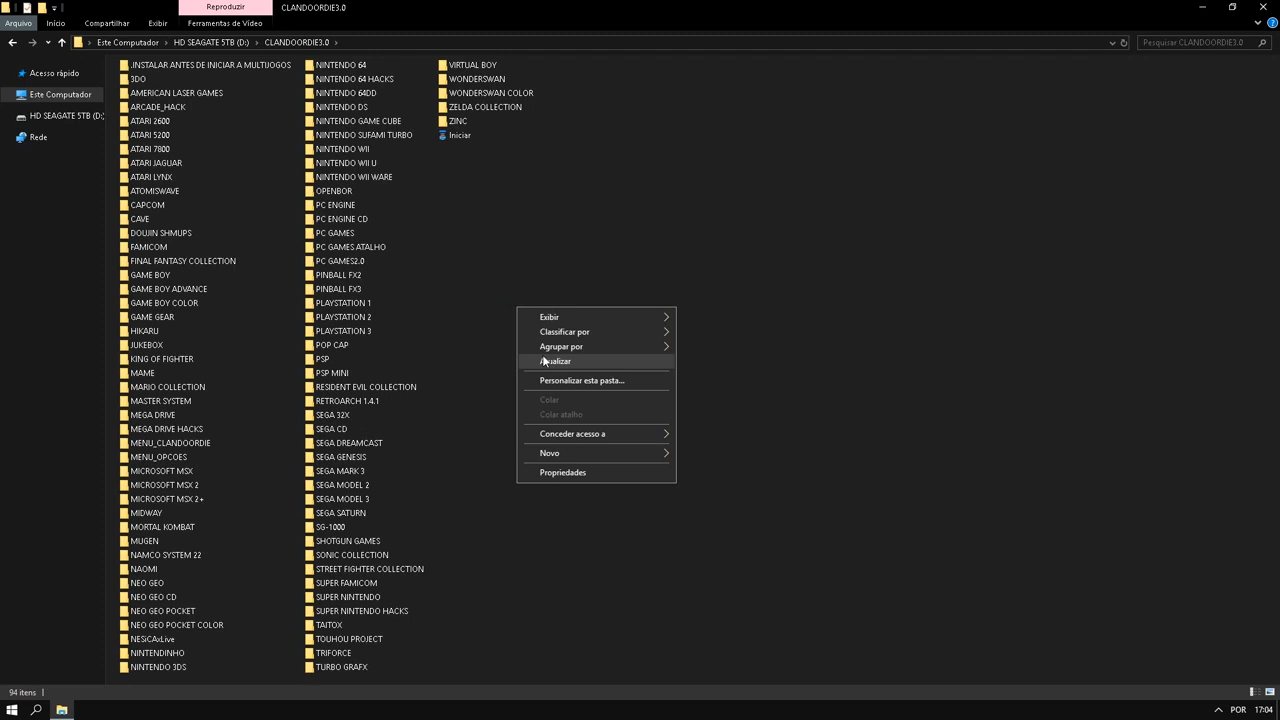 Reproduzir
CLANDOORDIE3.0
Arquivo
Início
Compartilhar
Exibir
Ferramentas de Vídeo
Este Computador
HD SEAGATE 5TB (D:)
CLANDOORDIE3.0
Pesquisar CLANDOORDIE3.0
Acesso rápido
Este Computador
HD SEAGATE 5TB (D:)
Rede
.INSTALAR ANTES DE INICIAR A MULTIJOGOS
3DO
AMERICAN LASER GAMES
ARCADE_HACK
ATARI 2600
ATARI 5200
ATARI 7800
ATARI JAGUAR
ATARI LYNX
ATOMISWAVE
CAPCOM
CAVE
DOUJIN SHMUPS
FAMICOM
FINAL FANTASY COLLECTION
GAME BOY
GAME BOY ADVANCE
GAME BOY COLOR
GAME GEAR
HIKARU
JUKEBOX
KING OF FIGHTER
MAME
MARIO COLLECTION
MASTER SYSTEM
MEGA DRIVE
MEGA DRIVE HACKS
MENU_CLANDOORDIE
MENU_OPCOES
MICROSOFT MSX
MICROSOFT MSX 2
MICROSOFT MSX 2+
MIDWAY
MORTAL KOMBAT
MUGEN
NAMCO SYSTEM 22
NAOMI
NEO GEO
NEO GEO CD
NEO GEO POCKET
NEO GEO POCKET COLOR
NESiCAxLive
NINTENDINHO
NINTENDO 3DS
NINTENDO 64
NINTENDO 64 HACKS
NINTENDO 64DD
NINTENDO DS
NINTENDO GAME CUBE
NINTENDO SUFAMI TURBO
NINTENDO WII
NINTENDO WII U
NINTENDO WII WARE
OPENBOR
PC ENGINE
PC ENGINE CD
PC GAMES
PC GAMES ATALHO
PC GAMES2.0
PINBALL FX2
PINBALL FX3
PLAYSTATION 1
PLAYSTATION 2
PLAYSTATION 3
POP CAP
PSP
PSP MINI
RESIDENT EVIL COLLECTION
RETROARCH 1.4.1
SEGA 32X
SEGA CD
SEGA DREAMCAST
SEGA GENESIS
SEGA MARK 3
SEGA MODEL 2
SEGA MODEL 3
SEGA SATURN
SG-1000
SHOTGUN GAMES
SONIC COLLECTION
STREET FIGHTER COLLECTION
SUPER FAMICOM
SUPER NINTENDO
SUPER NINTENDO HACKS
TAITOX
TOUHOU PROJECT
TRIFORCE
TURBO GRAFX
VIRTUAL BOY
WONDERSWAN
WONDERSWAN COLOR
ZELDA COLLECTION
ZINC
Iniciar
Exibir
Classificar por
Agrupar por
Atualizar
Personalizar esta pasta...
Colar
Colar atalho
Conceder acesso a
Novo
Propriedades
94 itens
POR
17:04